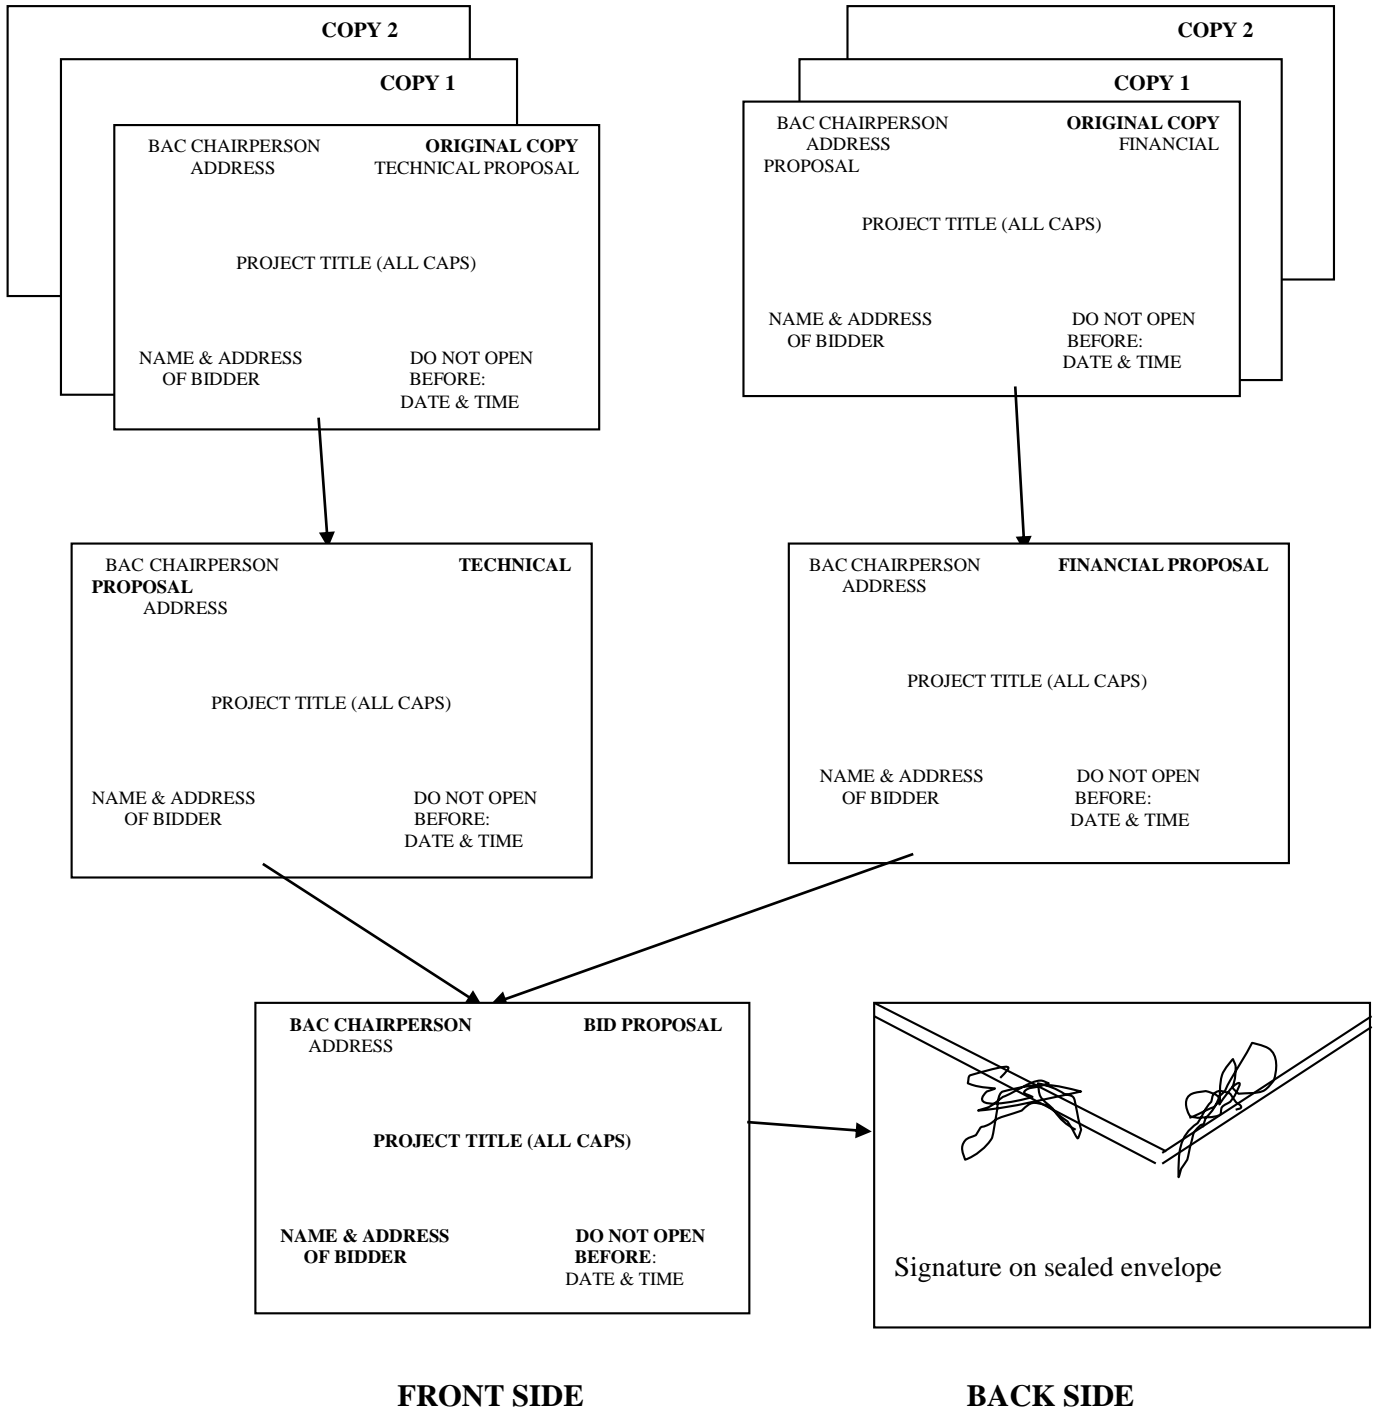 COPY 2
COPY 1
BAC CHAIRPERSON ORIGINAL COPY
ADDRESS TECHNICAL PROPOSAL
PROJECT TITLE (ALL CAPS)
NAME & ADDRESS DO NOT OPEN
OF BIDDER BEFORE:
DATE & TIME
COPY 2
COPY 1
BAC CHAIRPERSON ORIGINAL COPY
ADDRESS FINANCIAL
PROPOSAL
PROJECT TITLE (ALL CAPS)
NAME & ADDRESS DO NOT OPEN
OF BIDDER BEFORE:
DATE & TIME
BAC CHAIRPERSON TECHNICAL
PROPOSAL
ADDRESS
PROJECT TITLE (ALL CAPS)
NAME & ADDRESS DO NOT OPEN
OF BIDDER BEFORE:
DATE & TIME
BAC CHAIRPERSON FINANCIAL PROPOSAL
ADDRESS
PROJECT TITLE (ALL CAPS)
NAME & ADDRESS DO NOT OPEN
OF BIDDER BEFORE:
DATE & TIME
BAC CHAIRPERSON BID PROPOSAL
ADDRESS
PROJECT TITLE (ALL CAPS)
NAME & ADDRESS DO NOT OPEN
OF BIDDER BEFORE:
DATE & TIME
Signature on sealed envelope
FRONT SIDE
BACK SIDE